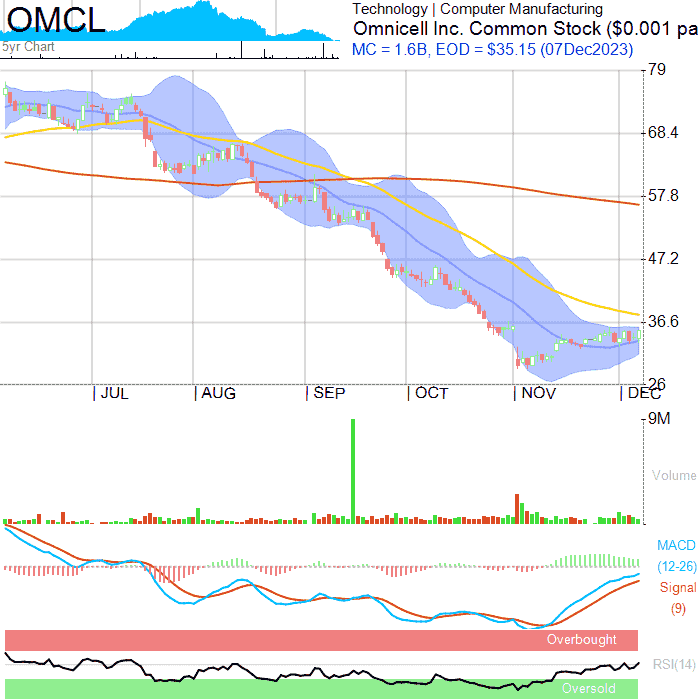 OMCL
5yr Chart
Technology | Computer Manufacturing
Omnicell Inc. Common Stock ($0.001 pa
MC = 1.6B, EOD = $35.15 (07Dec2023)
79
68.4
57.8
47.2
36.6
26
JUL AUG SEP OCT NOV DEC
9M
Volume
MACD
(12-26)
Signal
(9)
Overbought
RSI(14)
Oversold